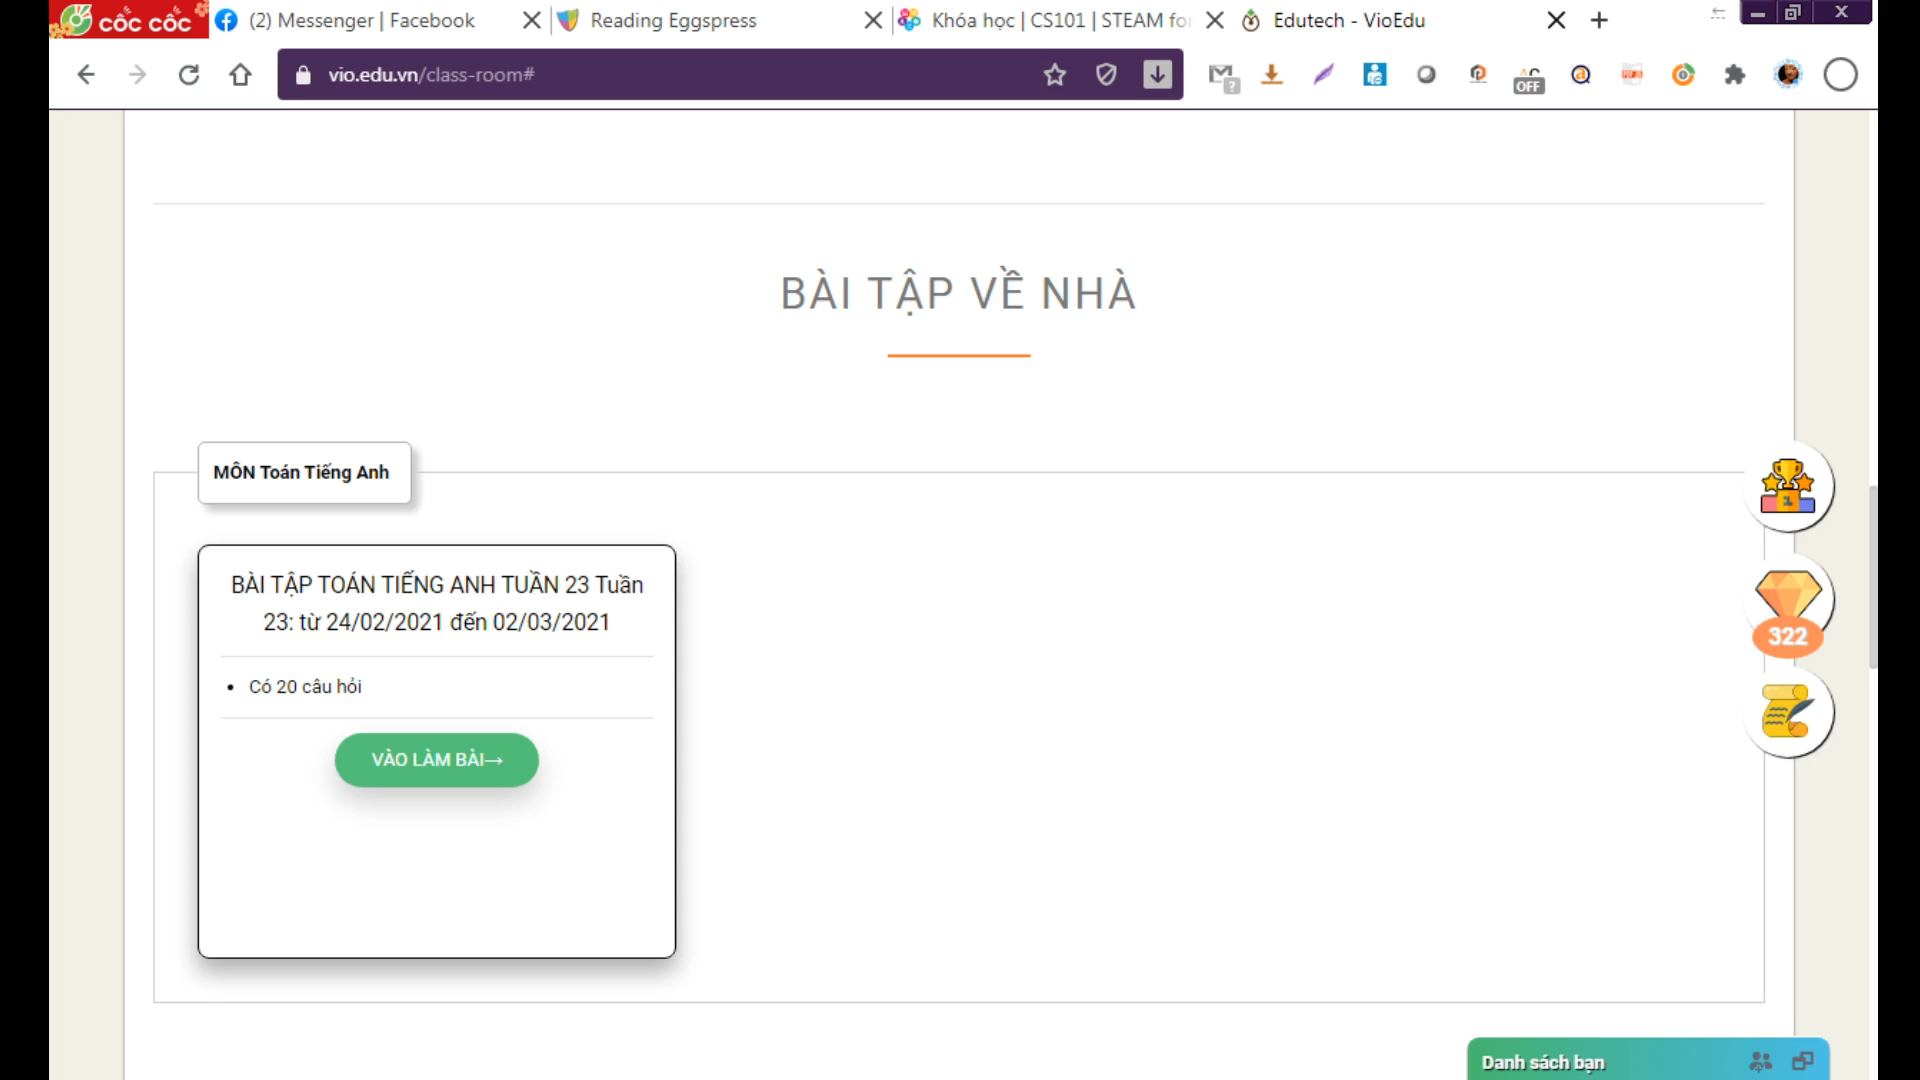 cốc cốc
(2) Messenger | Facebook
Reading Eggspress
Khóa học | CS101 | STEAM for
Edutech - VioEdu
vio.edu.vn/class-room#
OFF
BÀI TẬP VỀ NHÀ
MÔN Toán Tiếng Anh
BÀI TẬP TOÁN TIẾNG ANH TUẦN 23 Tuần
23: từ 24/02/2021 đến 02/03/2021
Có 20 câu hỏi
VÀO LÀM BÀI→
1
322
Danh sách bạn